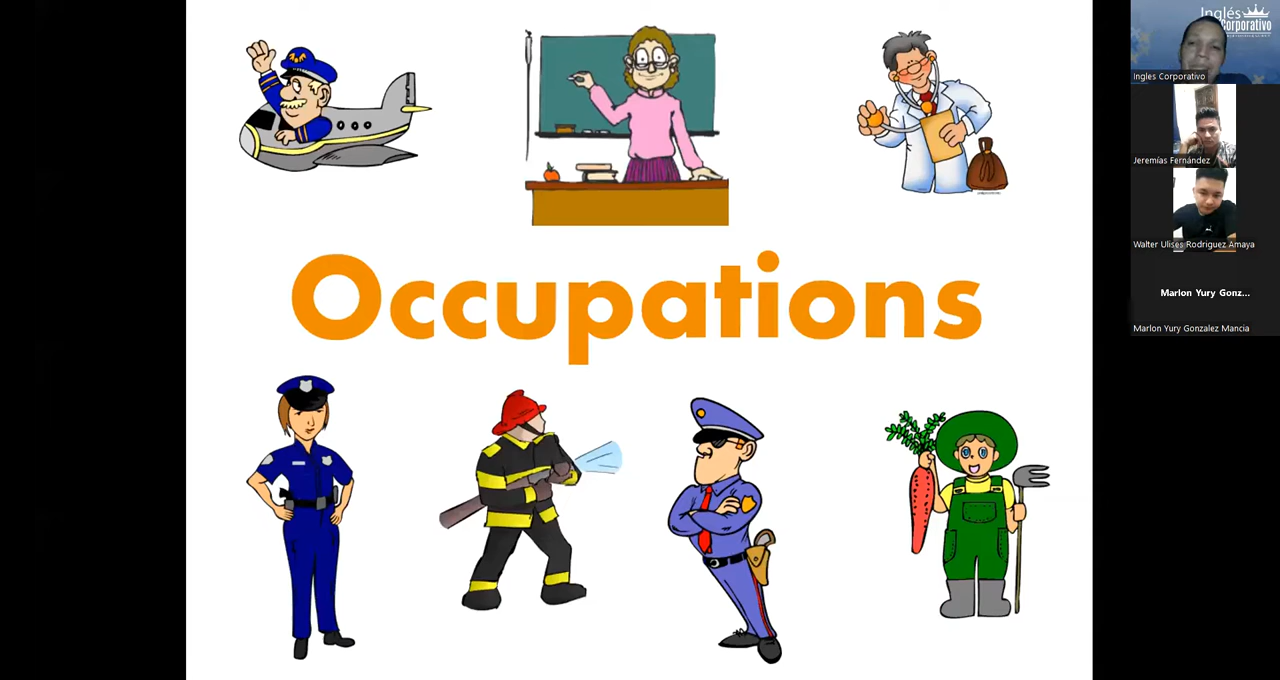 Occupations
Inglés
Corporativo
Ingles Corporativo
Jeremías Fernández
Walter Ulises Rodriguez Amaya
Marlon Yury Gonz...
Marlon Yury Gonzalez Mancia